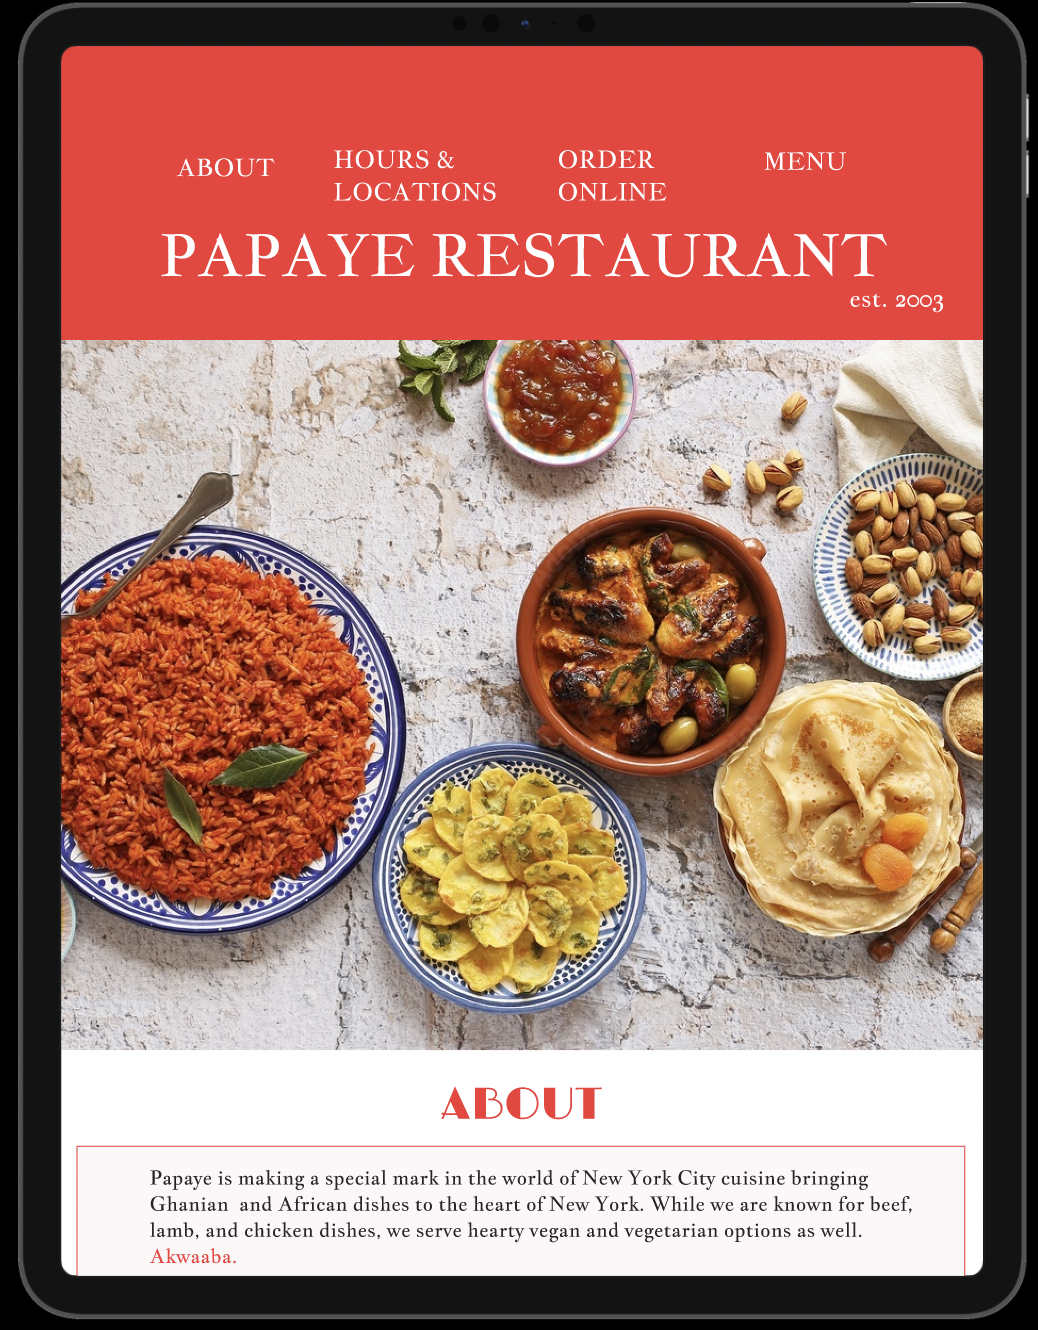 ABOUT
HOURS &
LOCATIONS
ORDER
ONLINE
MENU
PAPAYE RESTAURANT
est. 2003
ABOUT
Papaye is making a special mark in the world of New York City cuisine bringing
Ghanian  and African dishes to the heart of New York. While we are known for beef,
lamb, and chicken dishes, we serve hearty vegan and vegetarian options as well.
Akwaaba.